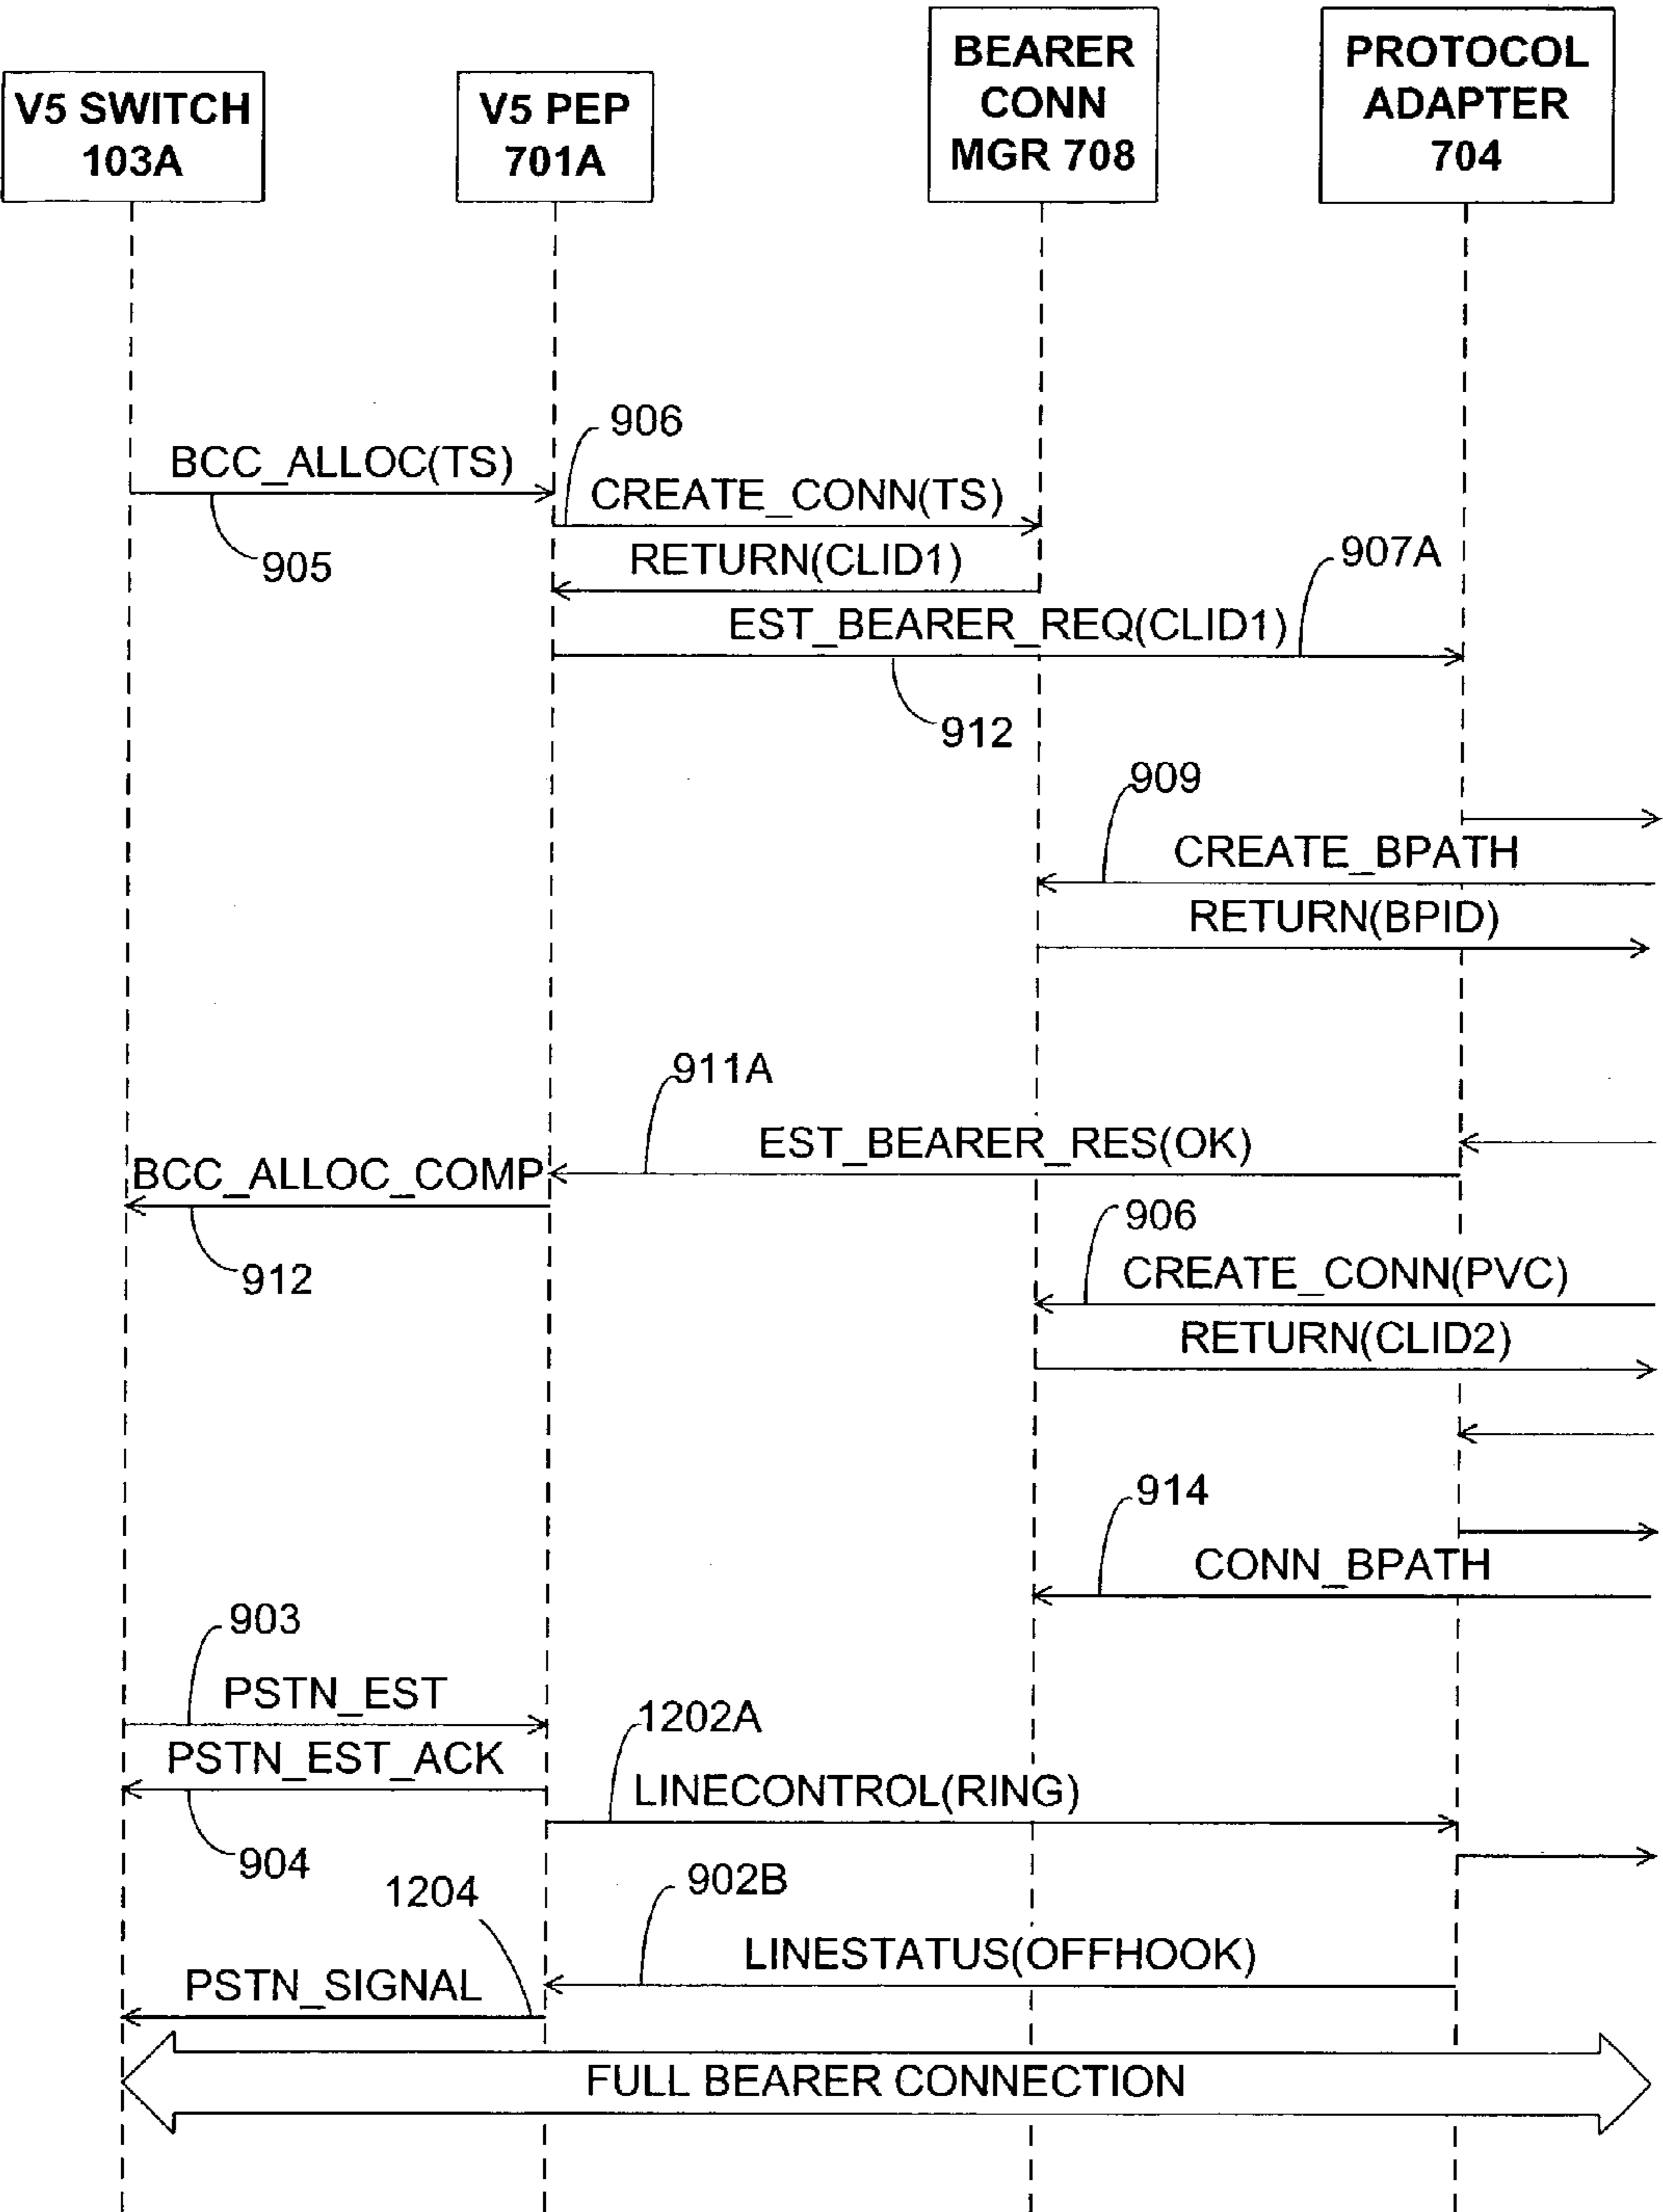 V5 SWITCH
103A
V5 PEP
701A
BEARER
CONN
MGR 708
PROTOCOL
ADAPTER
704
906
BCC_ALLOC(TS)
CREATE_CONN(TS)
905
RETURN(CLID1)
907A
EST_BEARER_REQ(CLID1)
912
909
CREATE_BPATH
RETURN(BPID)
911A
EST_BEARER_RES(OK)
BCC_ALLOC_COMP
906
912
CREATE_CONN(PVC)
RETURN(CLID2)
914
CONN_BPATH
903
PSTN_EST
1202A
PSTN_EST_ACK
LINECONTROL(RING)
904
902B
1204
LINESTATUS(OFFHOOK)
PSTN_SIGNAL
FULL BEARER CONNECTION